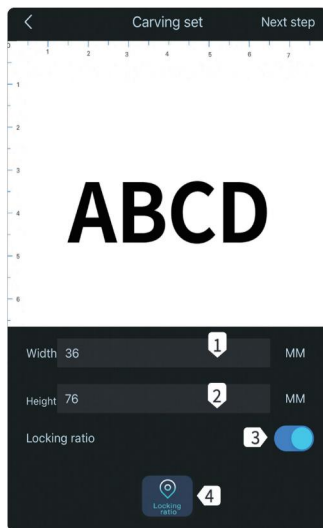 Carving set Next step
0 1 2 3 4 5 6 7
1
2
3
4
5
6
ABCD
Width 36 1 MM
Height 76 2 MM
Locking ratio 3
Locking
ratio 4